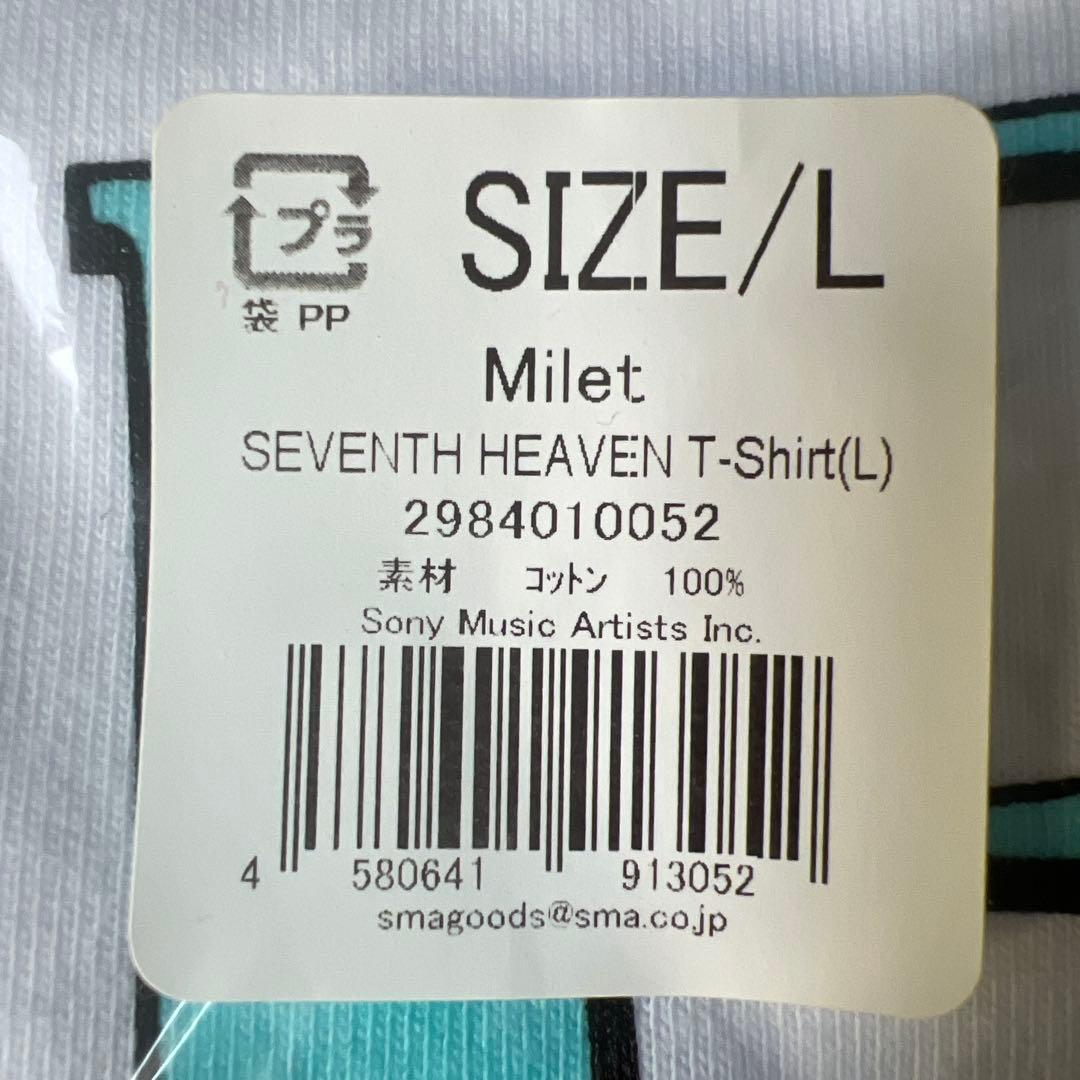 プラ
SIZE/L
袋 PP
Milet
SEVENTH HEAVEN T-Shirt(L)
2984010052
素材 コットン 100%
Sony Music Artists Inc.
4 580641 913052
smagoods@sma.co.jp